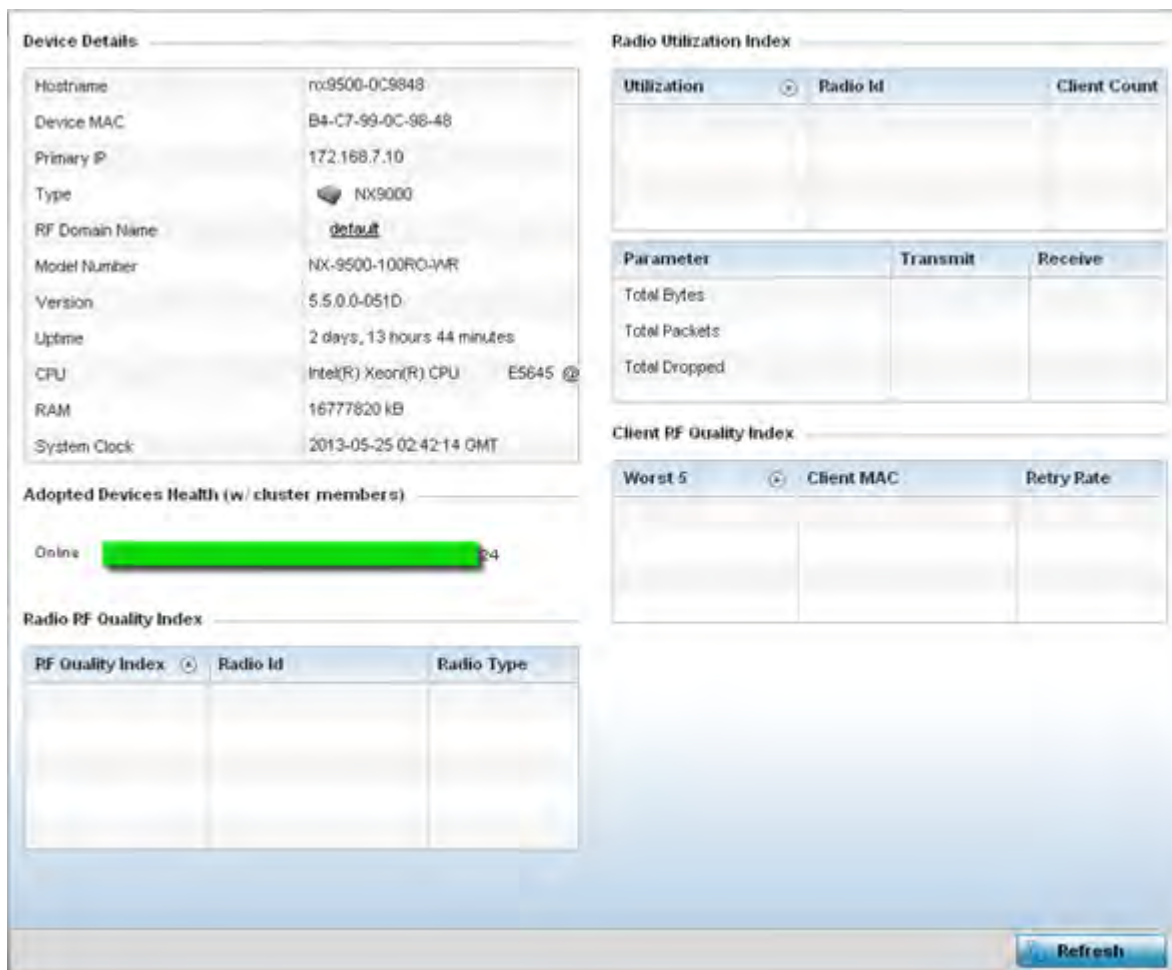 Device Details
Hostname nx9500-0C9848
Device MAC B4-C7-99-0C-98-48
Primary IP 172.168.7.10
Type NX9000
RF Domain Name default
Model Number NX-9500-100R0-WR
Version 5.5.0.0-051D
Uptime 2 days, 13 hours 44 minutes
CPU Intel(R) Xeon(R) CPU E5645 @
RAM 16777820 kB
System Clock 2013-05-25 02:42:14 GMT
Adopted Devices Health (w/ cluster members)
Online 24
Radio RF Quality Index
RF Quality Index Radio Id Radio Type
Radio Utilization Index
Utilization Radio Id Client Count
Parameter Transmit Receive
Total Bytes
Total Packets
Total Dropped
Client RF Quality Index
Worst 5 Client MAC Retry Rate
Refresh